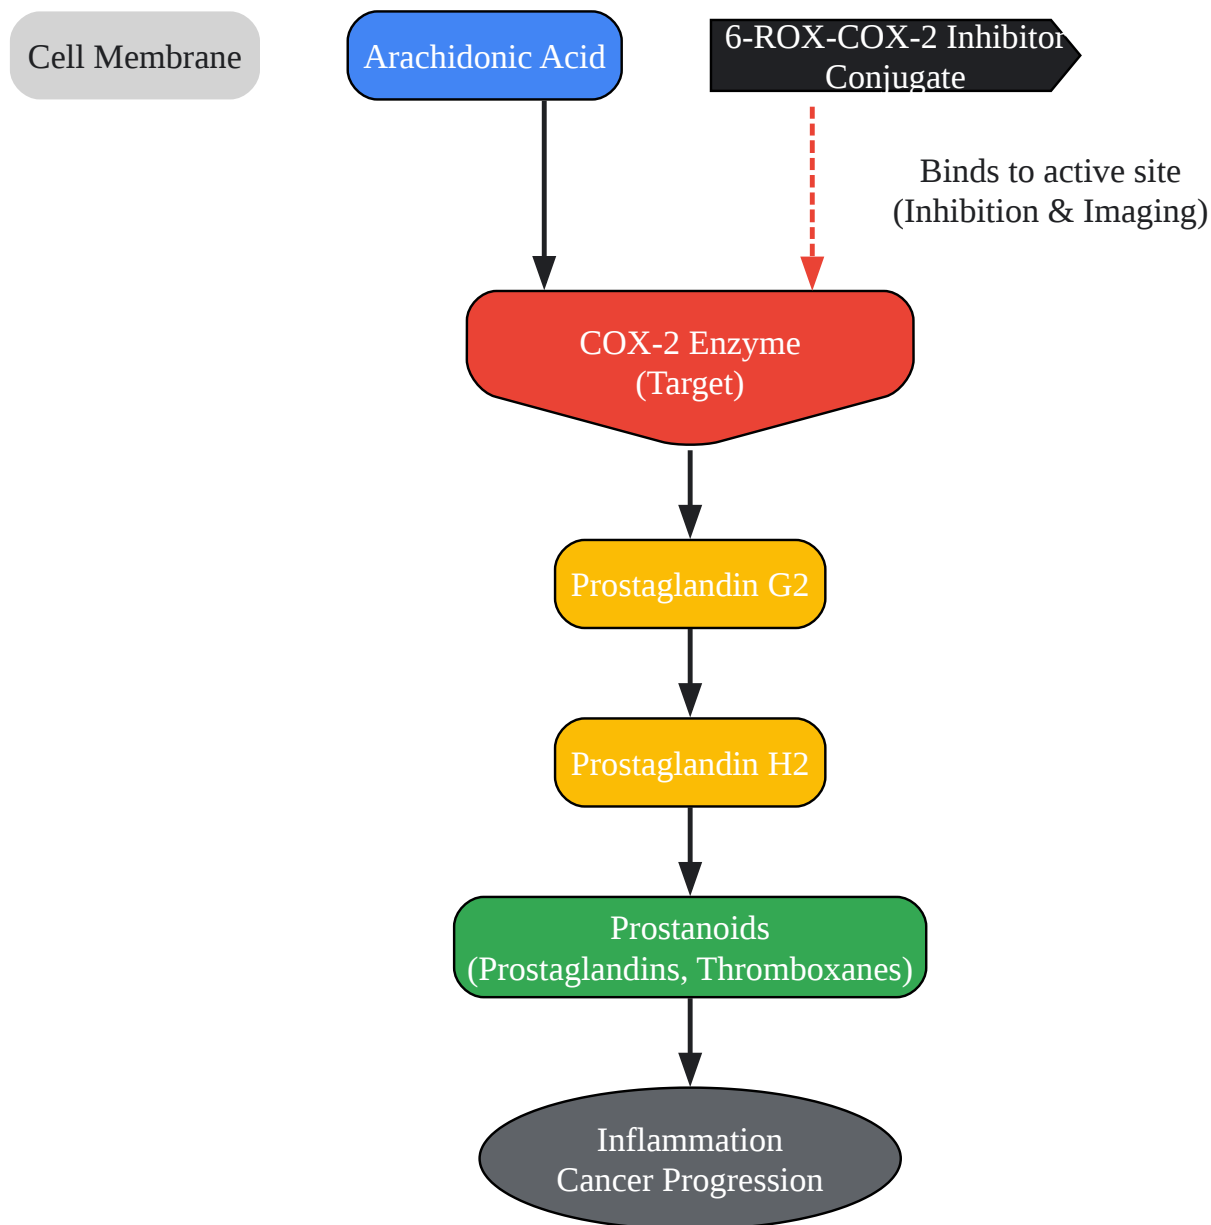 Cell Membrane
Arachidonic Acid
6-ROX-COX-2 Inhibitor
Conjugate
Binds to active site
(Inhibition & Imaging)
COX-2 Enzyme
(Target)
Prostaglandin G2
Prostaglandin H2
Prostanoids
(Prostaglandins, Thromboxanes)
Inflammation
Cancer Progression